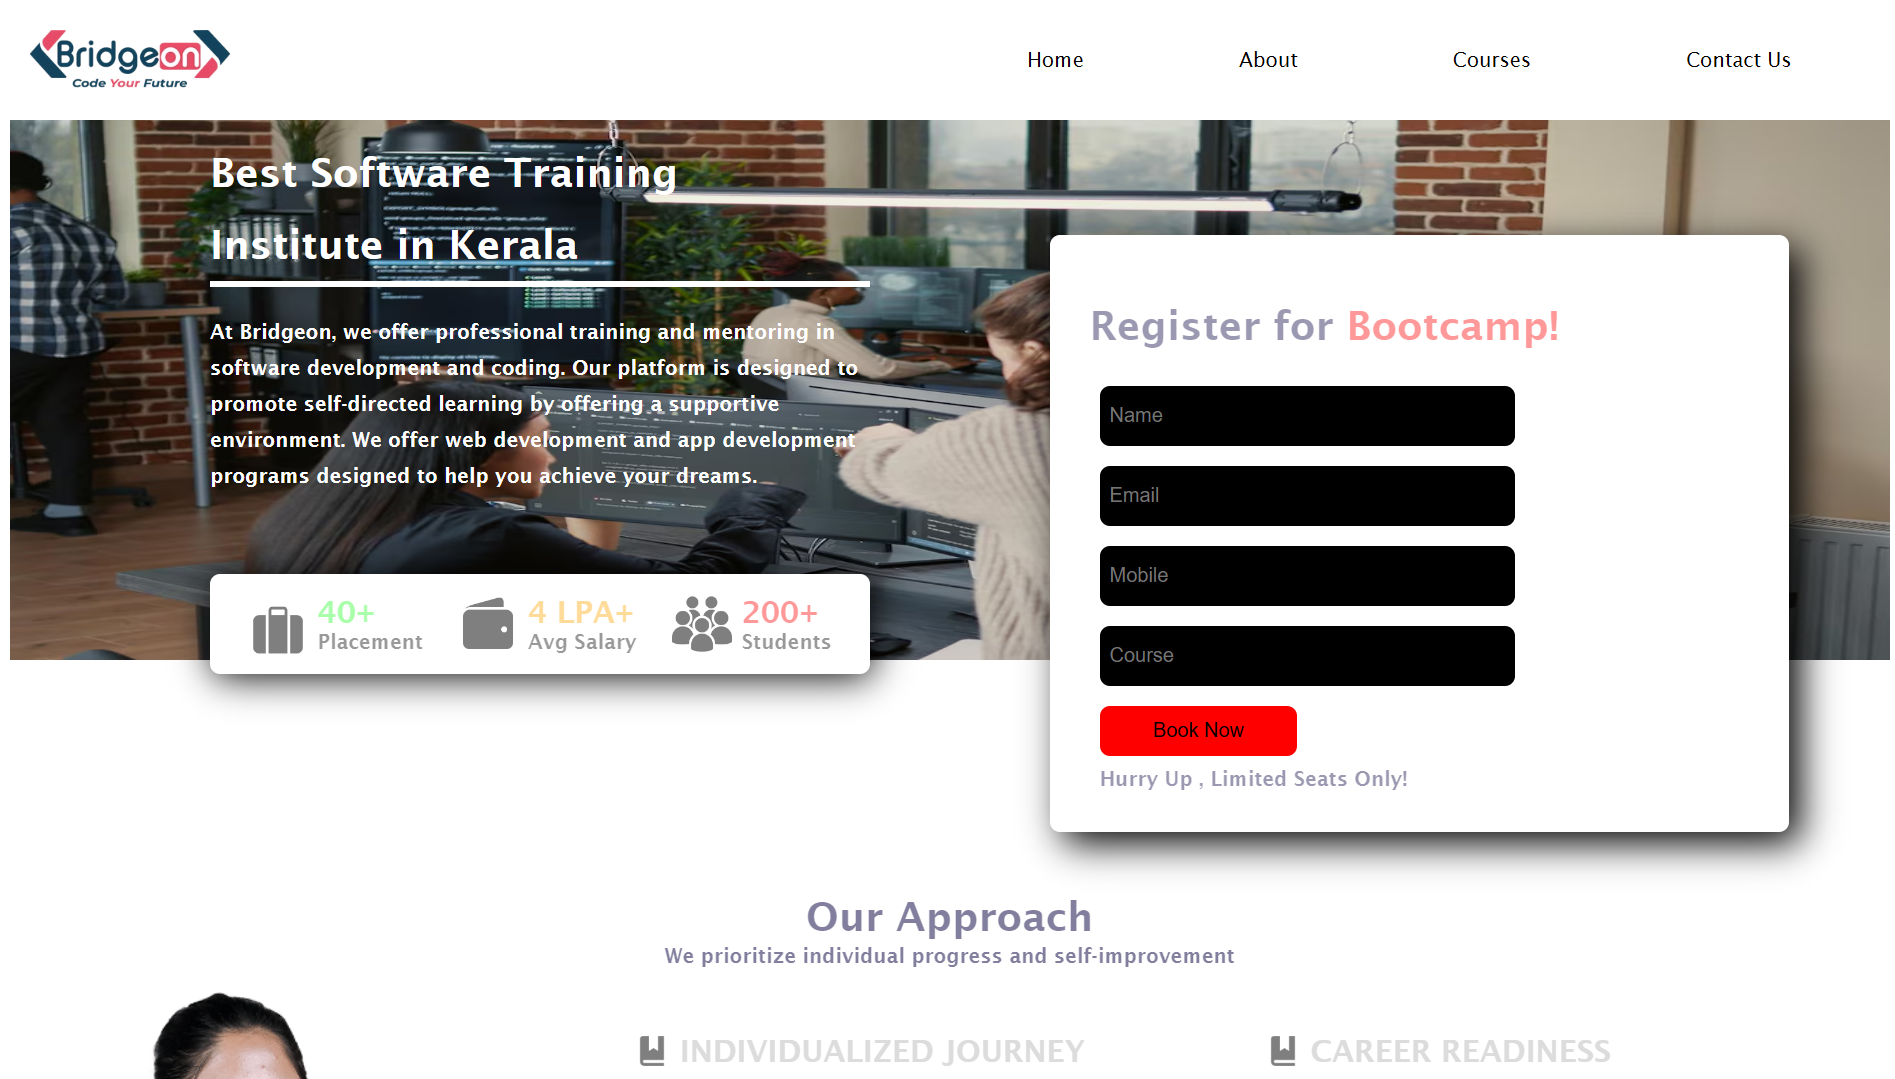 Bridgeon
Code Your Future
Home
About
Courses
Contact Us
Best Software Training
Institute in Kerala
At Bridgeon, we offer professional training and mentoring in
software development and coding. Our platform is designed to
promote self-directed learning by offering a supportive
environment. We offer web development and app development
programs designed to help you achieve your dreams.
40+
Placement
4 LPA+
Avg Salary
200+
Students
Register for Bootcamp!
Name
Email
Mobile
Course
Book Now
Hurry Up , Limited Seats Only!
Our Approach
We prioritize individual progress and self-improvement
INDIVIDUALIZED JOURNEY
CAREER READINESS